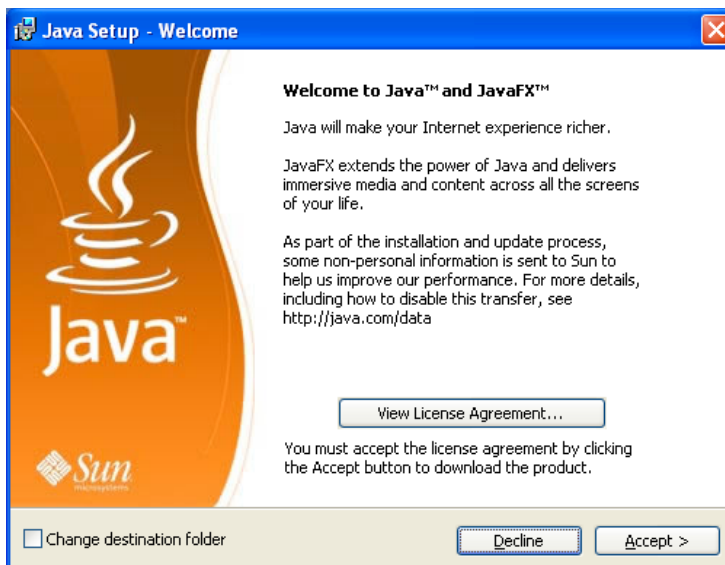 Java Setup - Welcome
Welcome to Java™ and JavaFX™
Java will make your Internet experience richer.
JavaFX extends the power of Java and delivers
immersive media and content across all the screens
of your life.
As part of the installation and update process,
some non-personal information is sent to Sun to
help us improve our performance. For more details,
including how to disable this transfer, see
http://java.com/data
Java™
View License Agreement...
You must accept the license agreement by clicking
the Accept button to download the product.
Sun
microsystems
Change destination folder
Decline
Accept >